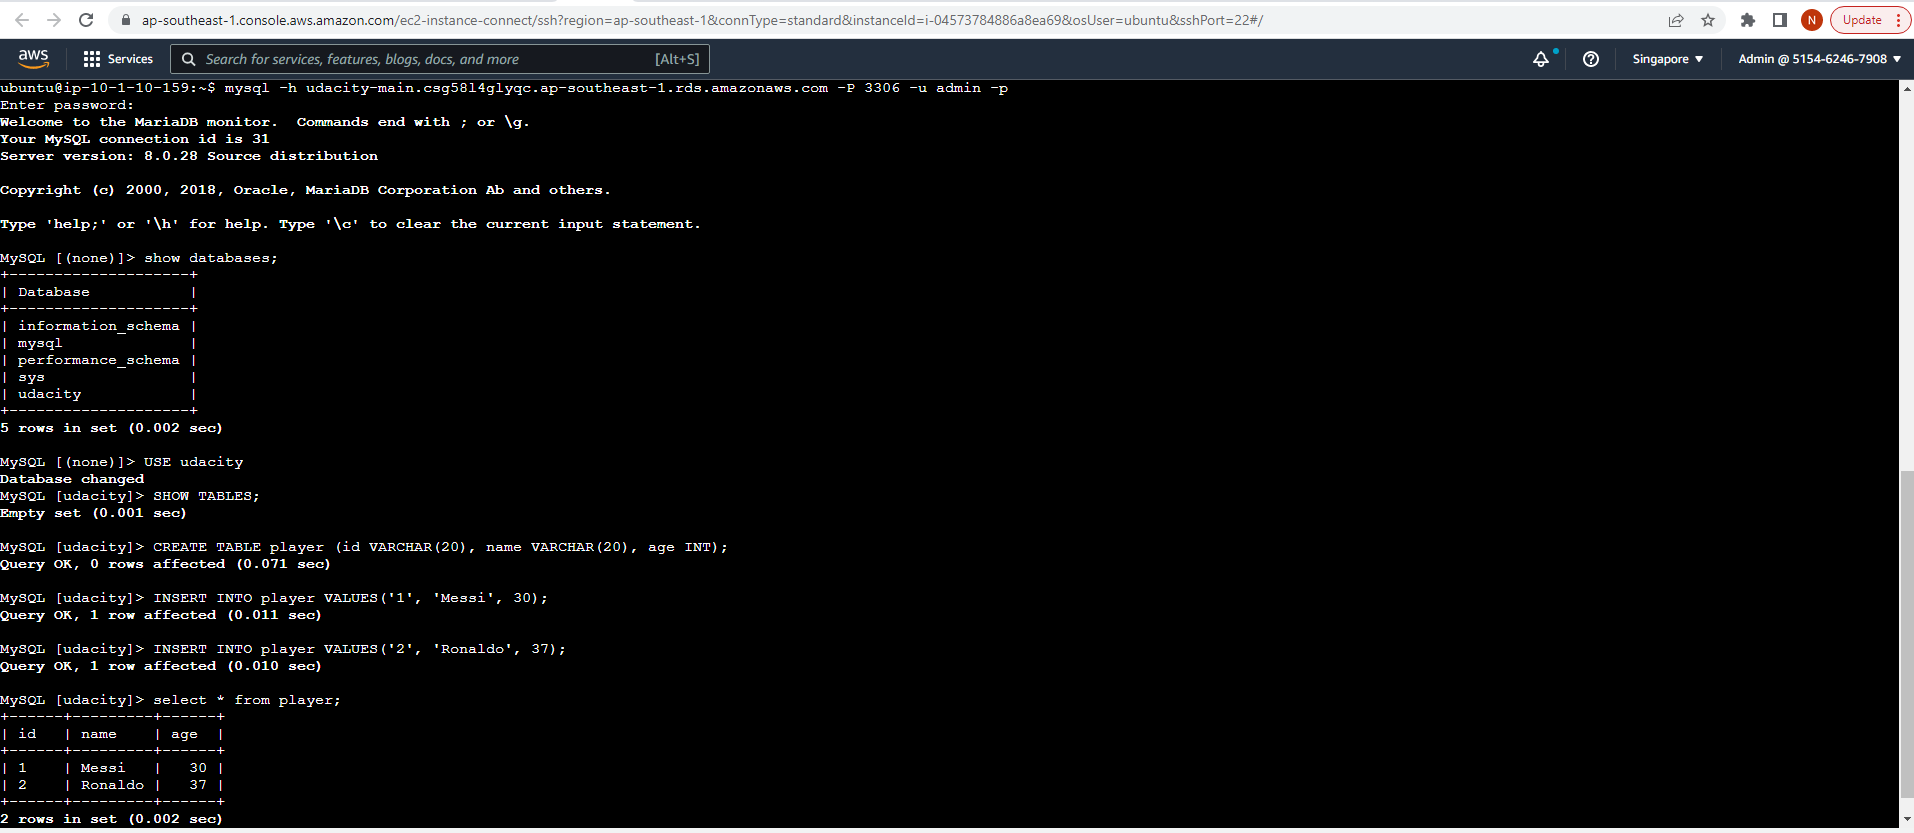 ap-southeast-1.console.aws.amazon.com/ec2-instance-connect/ssh?region=ap-southeast-1&connType=standard&instanceId=i-04573784886a8ea69&osUser=ubuntu&sshPort=22#/
N
Update
aws
Services
Search for services, features, blogs, docs, and more
[Alt+S]
Singapore
Admin @ 5154-6246-7908
ubuntu@ip-10-1-10-159:~$ mysql -h udacity-main.csg58l4glyqc.ap-southeast-1.rds.amazonaws.com -P 3306 -u admin -p
Enter password:
Welcome to the MariaDB monitor.  Commands end with ; or \g.
Your MySQL connection id is 31
Server version: 8.0.28 Source distribution
Copyright (c) 2000, 2018, Oracle, MariaDB Corporation Ab and others.
Type 'help;' or '\h' for help. Type '\c' to clear the current input statement.
MySQL [(none)]> show databases;
+--------------------+
| Database           |
+--------------------+
| information_schema |
| mysql              |
| performance_schema |
| sys                |
| udacity            |
+--------------------+
5 rows in set (0.002 sec)
MySQL [(none)]> USE udacity
Database changed
MySQL [udacity]> SHOW TABLES;
Empty set (0.001 sec)
MySQL [udacity]> CREATE TABLE player (id VARCHAR(20), name VARCHAR(20), age INT);
Query OK, 0 rows affected (0.071 sec)
MySQL [udacity]> INSERT INTO player VALUES('1', 'Messi', 30);
Query OK, 1 row affected (0.011 sec)
MySQL [udacity]> INSERT INTO player VALUES('2', 'Ronaldo', 37);
Query OK, 1 row affected (0.010 sec)
MySQL [udacity]> select * from player;
+------+---------+------+
| id   | name    | age  |
+------+---------+------+
| 1    | Messi   |   30 |
| 2    | Ronaldo |   37 |
+------+---------+------+
2 rows in set (0.002 sec)